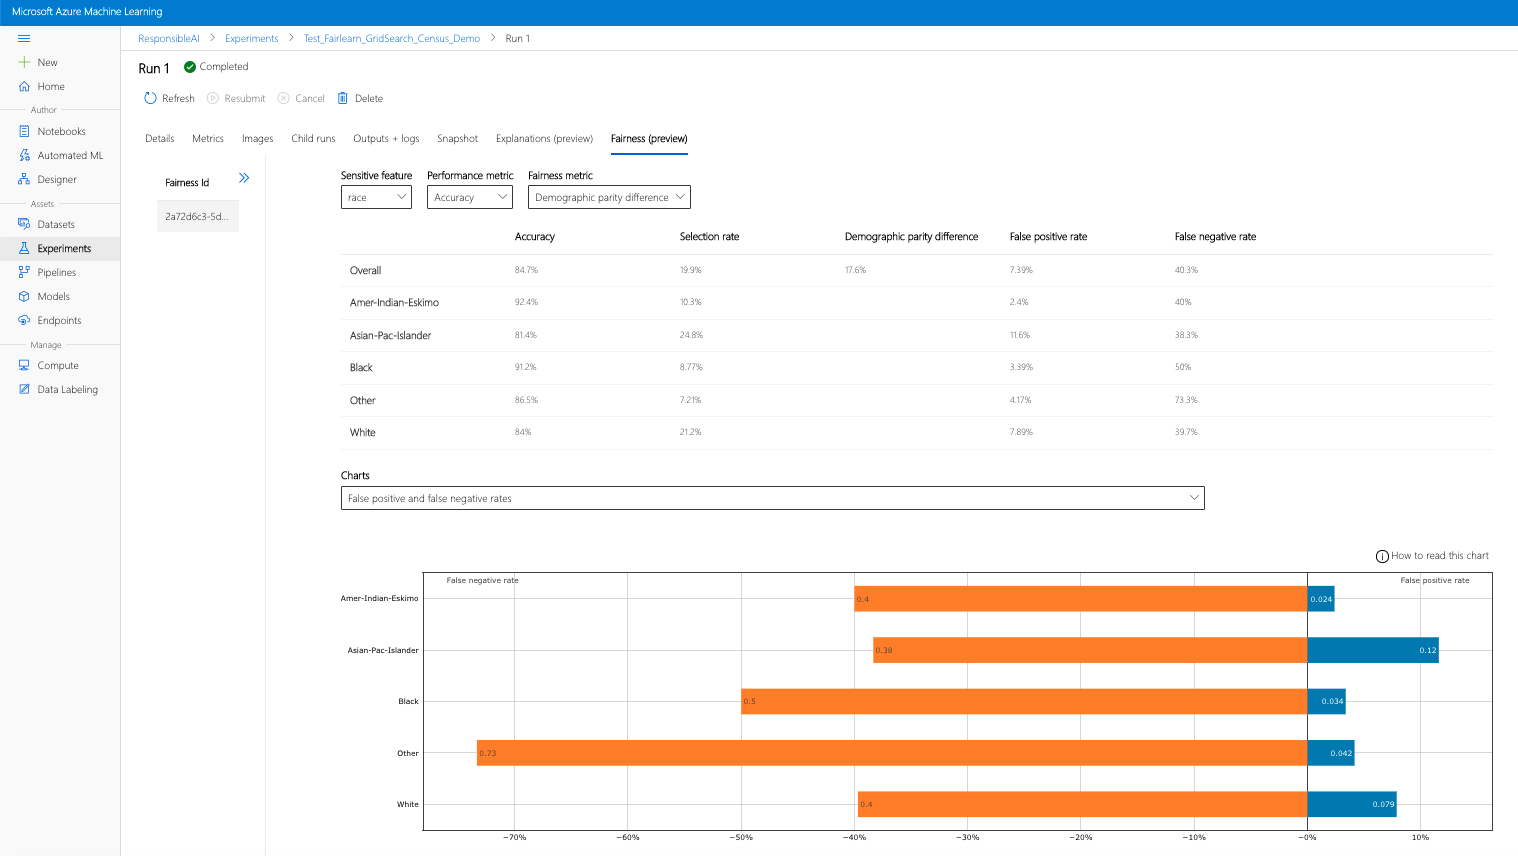 Microsoft Azure Machine Learning
ResponsibleAI > Experiments > Test_Fairlearn_GridSearch_Census_Demo > Run 1
New
Home
Author
Notebooks
Automated ML
Designer
Assets
Datasets
Experiments
Pipelines
Models
Endpoints
Manage
Compute
Data Labeling
Run 1 Completed
Refresh Resubmit Cancel Delete
Details Metrics Images Child runs Outputs + logs Snapshot Explanations (preview) Fairness (preview)
Fairness Id
2a72d6c3-5d...
Sensitive feature Performance metric Fairness metric
race Accuracy Demographic parity difference
Accuracy Selection rate Demographic parity difference False positive rate False negative rate
Overall 84.7% 19.9% 17.6% 7.39% 40.3%
Amer-Indian-Eskimo 92.4% 10.3% 2.4% 40%
Asian-Pac-Islander 81.4% 24.8% 11.6% 38.3%
Black 91.2% 8.77% 3.39% 50%
Other 86.5% 7.21% 4.17% 73.3%
White 84% 21.2% 7.89% 39.7%
Charts
False positive and false negative rates
How to read this chart
False negative rate False positive rate
Amer-Indian-Eskimo 0.4 0.024
Asian-Pac-Islander 0.38 0.12
Black 0.5 0.034
Other 0.73 0.042
White 0.4 0.079
−70% −60% −50% −40% −30% −20% −10% −0% 10%